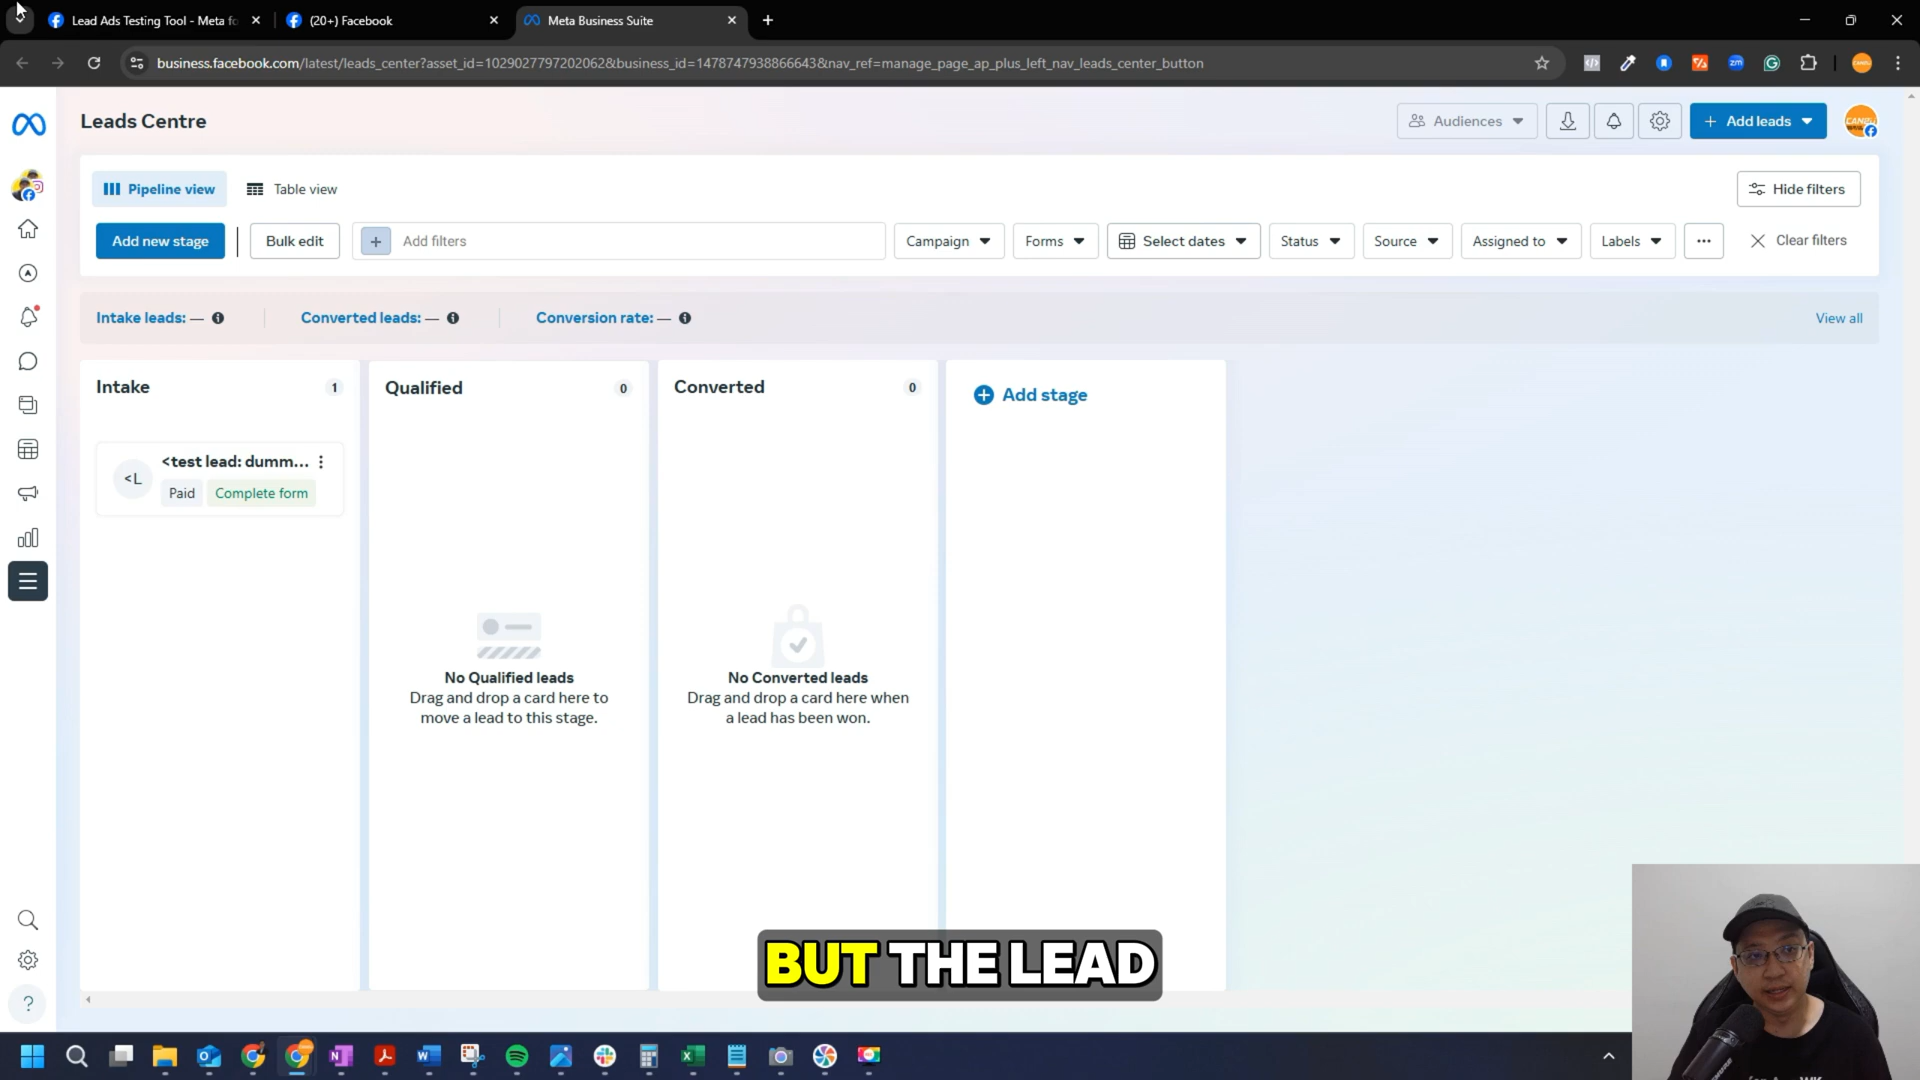 Lead Ads Testing Tool - Meta fo
(20+) Facebook
Meta Business Suite
business.facebook.com/latest/leads_center?asset_id=102902779720206​2&business_id=1478747938866643&nav_ref=manage_page_ap_plus_left_nav_leads_center_button
Leads Centre
Audiences
+ Add leads
Pipeline view
Table view
Hide filters
Add new stage
Bulk edit
+ Add filters
Campaign
Forms
Select dates
Status
Source
Assigned to
Labels
...
Clear filters
Intake leads: —
Converted leads: —
Conversion rate: —
View all
Intake 1
Qualified 0
Converted 0
Add stage
<L
<test lead: dumm...
Paid
Complete form
No Qualified leads
Drag and drop a card here to
move a lead to this stage.
No Converted leads
Drag and drop a card here when
a lead has been won.
BUT THE LEAD